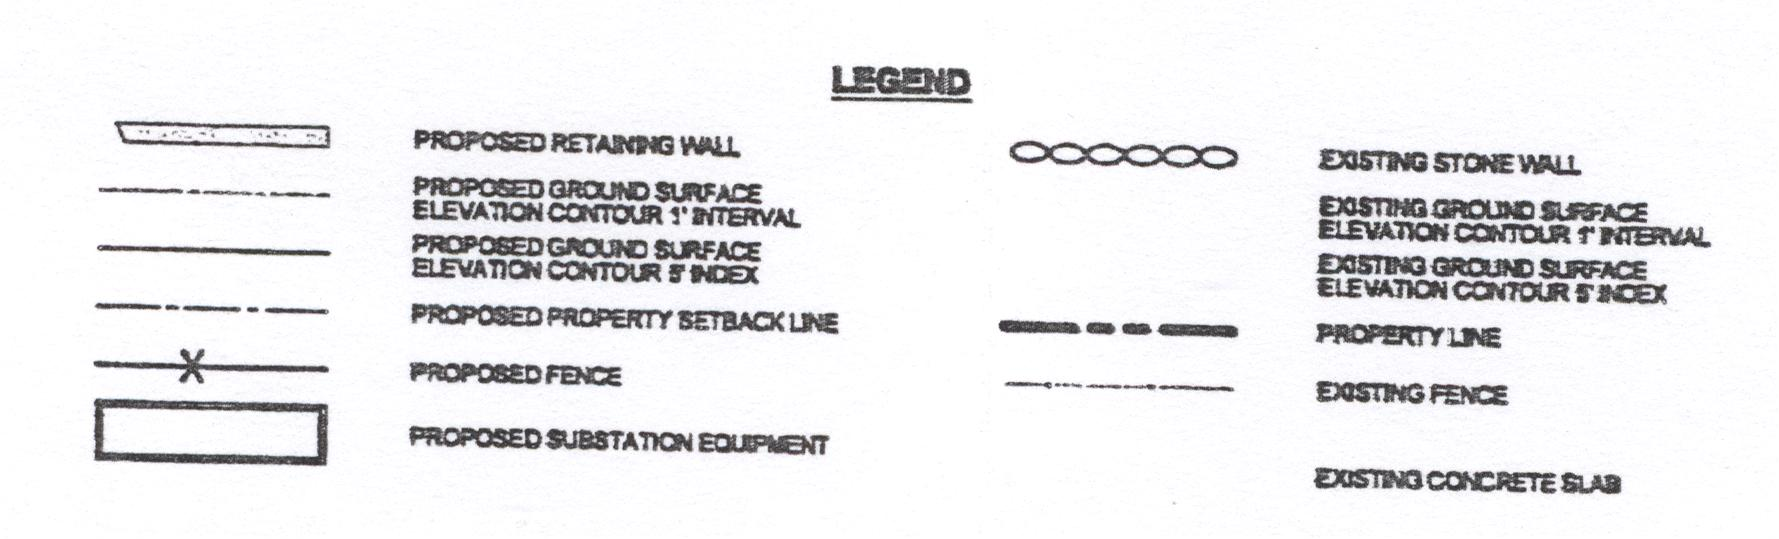 LEGEND
PROPOSED RETAINING WALL
PROPOSED GROUND SURFACE
ELEVATION CONTOUR 1' INTERVAL
PROPOSED GROUND SURFACE
ELEVATION CONTOUR 5' INDEX
PROPOSED PROPERTY SETBACK LINE
PROPOSED FENCE
PROPOSED SUBSTATION EQUIPMENT
EXISTING STONE WALL
EXISTING GROUND SURFACE
ELEVATION CONTOUR 1' INTERVAL
EXISTING GROUND SURFACE
ELEVATION CONTOUR 5' INDEX
PROPERTY LINE
EXISTING FENCE
EXISTING CONCRETE SLAB